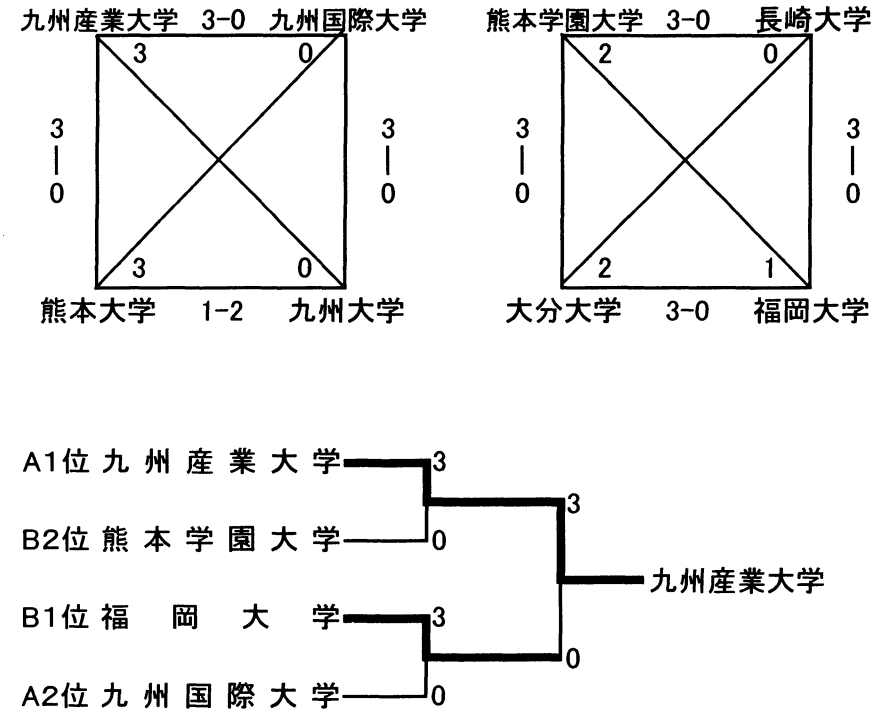 九州産業大学 3-0 九州国際大学
3 0
3
|
0
3
|
0
3 0
熊本大学 1-2 九州大学
熊本学園大学 3-0 長崎大学
2 0
3
|
0
3
|
0
2 1
大分大学 3-0 福岡大学
A1位 九州産業大学 3
3
B2位 熊本学園大学 0
九州産業大学
B1位 福岡大学 3
0
A2位 九州国際大学 0